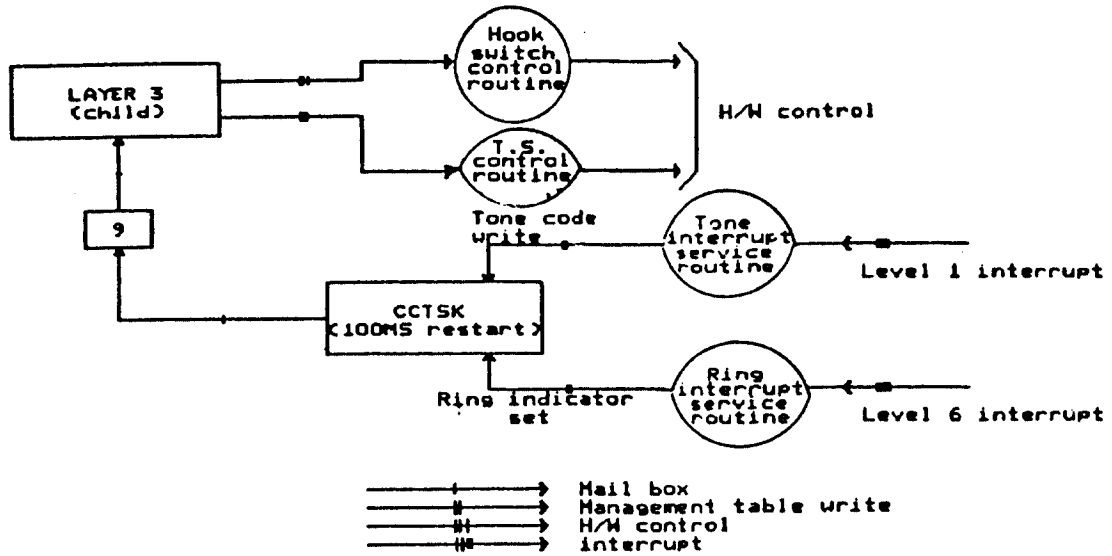 Hook
switch
control
routine
LAYER 3
(child)
H/W control
T.S.
control
routine
9
Tone code
write
Tone
interrupt
service
routine
Level 1 interrupt
CCTSK
(100MS restart)
Ring indicator
set
Ring
interrupt
service
routine
Level 6 interrupt
Mail box
Management table write
H/W control
interrupt